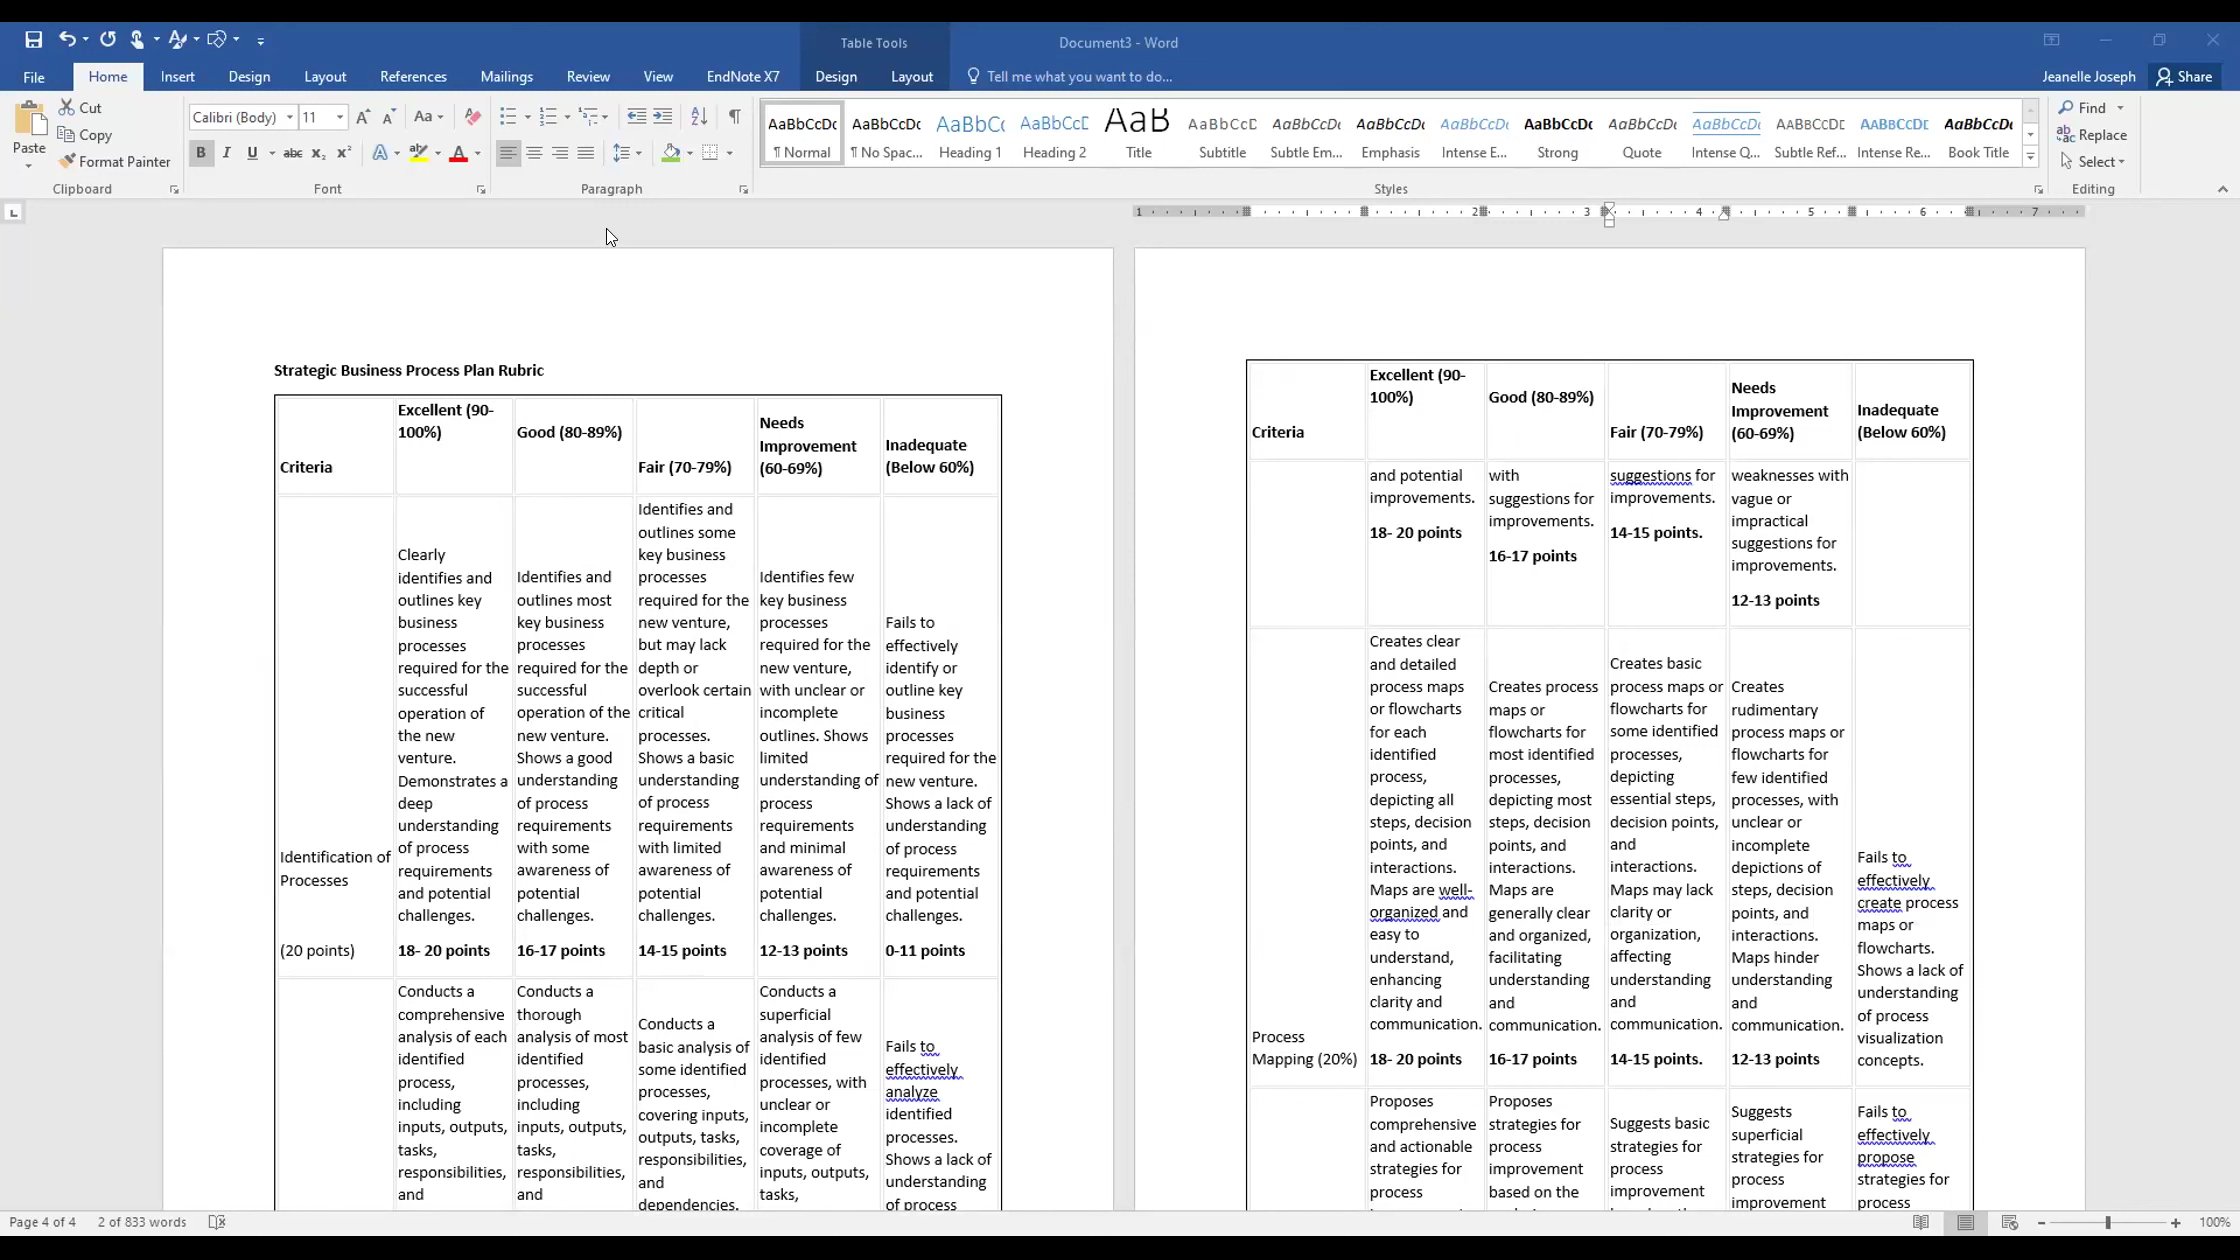 Table Tools
Document3 - Word
File
Home
Insert
Design
Layout
References
Mailings
Review
View
EndNote X7
Design
Layout
Tell me what you want to do...
Jeanelle Joseph
Share
Paste
Cut
Copy
Format Painter
Clipboard
Calibri (Body)
11
Font
Paragraph
AaBbCcDc
¶ Normal
AaBbCcDc
¶ No Spac...
AaBbCc
Heading 1
AaBbCcD
Heading 2
AaB
Title
AaBbCcD
Subtitle
AaBbCcDc
Subtle Em...
AaBbCcDc
Emphasis
AaBbCcDc
Intense E...
AaBbCcDc
Strong
AaBbCcDc
Quote
AaBbCcDc
Intense Q...
AABBCCDC
Subtle Ref...
AABBCCDC
Intense Re...
AaBbCcDc
Book Title
Styles
Find
Replace
Select
Editing
1 2 3 4 5 6 7
Strategic Business Process Plan Rubric
Criteria
Excellent (90-
100%)
Good (80-89%)
Fair (70-79%)
Needs
Improvement
(60-69%)
Inadequate
(Below 60%)
Identification of
Processes
(20 points)
Clearly
identifies and
outlines key
business
processes
required for the
successful
operation of
the new
venture.
Demonstrates a
deep
understanding
of process
requirements
and potential
challenges.
18- 20 points
Identifies and
outlines most
key business
processes
required for the
successful
operation of the
new venture.
Shows a good
understanding
of process
requirements
with some
awareness of
potential
challenges.
16-17 points
Identifies and
outlines some
key business
processes
required for the
new venture,
but may lack
depth or
overlook certain
critical
processes.
Shows a basic
understanding
of process
requirements
with limited
awareness of
potential
challenges.
14-15 points
Identifies few
key business
processes
required for the
new venture,
with unclear or
incomplete
outlines. Shows
limited
understanding of
process
requirements
and minimal
awareness of
potential
challenges.
12-13 points
Fails to
effectively
identify or
outline key
business
processes
required for the
new venture.
Shows a lack of
understanding
of process
requirements
and potential
challenges.
0-11 points
Conducts a
comprehensive
analysis of each
identified
process,
including
inputs, outputs,
tasks,
responsibilities,
and
Conducts a
thorough
analysis of most
identified
processes,
including
inputs, outputs,
tasks,
responsibilities,
and
Conducts a
basic analysis of
some identified
processes,
covering inputs,
outputs, tasks,
responsibilities,
and
dependencies.
Conducts a
superficial
analysis of few
identified
processes, with
unclear or
incomplete
coverage of
inputs, outputs,
tasks,
Fails to
effectively
analyze
identified
processes.
Shows a lack of
understanding
of process
Criteria
Excellent (90-
100%)
Good (80-89%)
Fair (70-79%)
Needs
Improvement
(60-69%)
Inadequate
(Below 60%)
and potential
improvements.
18- 20 points
with
suggestions for
improvements.
16-17 points
suggestions for
improvements.
14-15 points.
weaknesses with
vague or
impractical
suggestions for
improvements.
12-13 points
Process
Mapping (20%)
Creates clear
and detailed
process maps
or flowcharts
for each
identified
process,
depicting all
steps, decision
points, and
interactions.
Maps are well-
organized and
easy to
understand,
enhancing
clarity and
communication.
18- 20 points
Creates process
maps or
flowcharts for
most identified
processes,
depicting most
steps, decision
points, and
interactions.
Maps are
generally clear
and organized,
facilitating
understanding
and
communication.
16-17 points
Creates basic
process maps or
flowcharts for
some identified
processes,
depicting
essential steps,
decision points,
and
interactions.
Maps may lack
clarity or
organization,
affecting
understanding
and
communication.
14-15 points.
Creates
rudimentary
process maps or
flowcharts for
few identified
processes, with
unclear or
incomplete
depictions of
steps, decision
points, and
interactions.
Maps hinder
understanding
and
communication.
12-13 points
Fails to
effectively
create process
maps or
flowcharts.
Shows a lack of
understanding
of process
visualization
concepts.
Proposes
comprehensive
and actionable
strategies for
process
Proposes
strategies for
process
improvement
based on the
Suggests basic
strategies for
process
improvement
Suggests
superficial
strategies for
process
improvement
Fails to
effectively
propose
strategies for
process
Page 4 of 4
2 of 833 words
100%